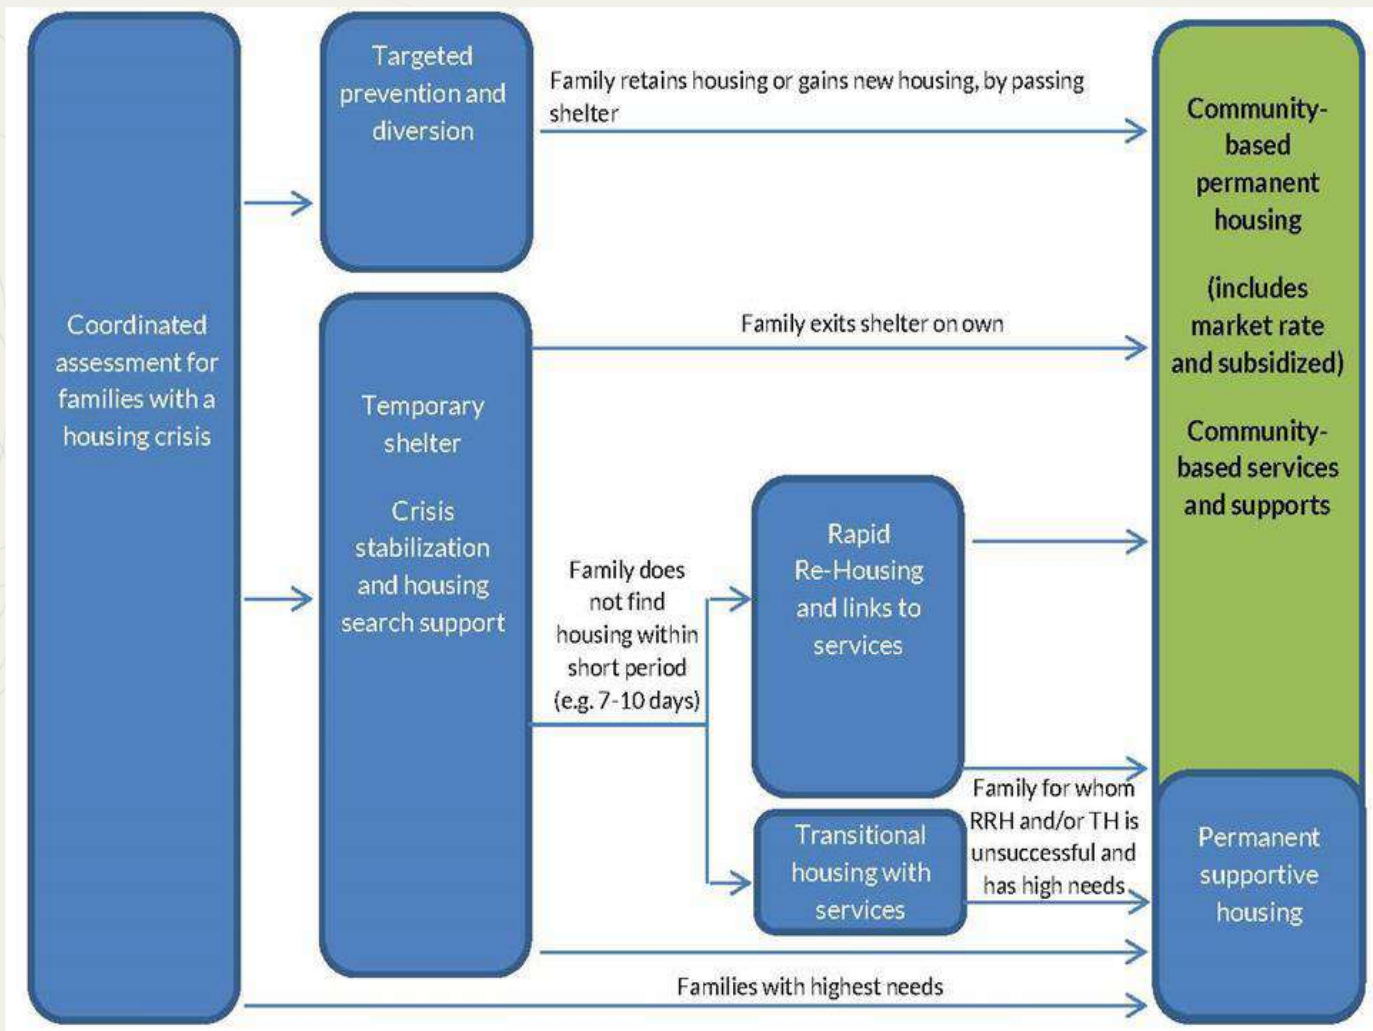 Coordinated
assessment for
families with a
housing crisis
Targeted
prevention and
diversion
Family retains housing or gains new housing, by passing
shelter
Temporary
shelter
Crisis
stabilization
and housing
search support
Family exits shelter on own
Family does
not find
housing within
short period
(e.g. 7-10 days)
Rapid
Re-Housing
and links to
services
Transitional
housing with
services
Family for whom
RRH and/or TH is
unsuccessful and
has high needs
Families with highest needs
Community-
based
permanent
housing
(includes
market rate
and subsidized)
Community-
based services
and supports
Permanent
supportive
housing